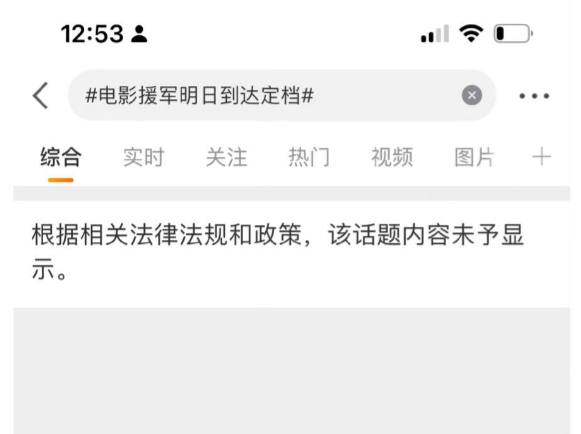 12:53
#电影援军明日到达定档#
综合 实时 关注 热门 视频 图片
根据相关法律法规和政策，该话题内容未予显
示。